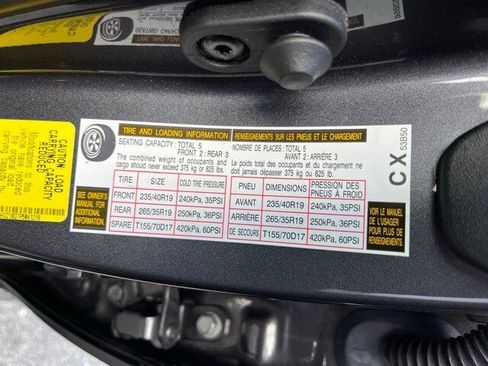 TIRE AND LOADING INFORMATION
SEATING CAPACITY: TOTAL 5
FRONT 2 : REAR 3
The combined weight of occupants and
cargo should never exceed 375 kg or 825 lbs.
TIRE SIZE COLD TIRE PRESSURE
FRONT 235/40R19 240kPa, 35PSI
REAR 265/35R19 250kPa, 36PSI
SPARE T155/70D17 420kPa, 60PSI
SEE OWNER'S
MANUAL FOR
ADDITIONAL
INFORMATION
RENSEIGNEMENTS SUR LES PNEUS ET LE CHARGEMENT
NOMBRE DE PLACES : TOTAL 5
AVANT 2 : ARRIÈRE 3
Le poids total des occupants et du chargement ne
doit jamais dépasser 375 kg ou 825 lb.
PNEU DIMENSIONS PRESSION DES
PNEUS À FROID
AVANT 235/40R19 240kPa, 35PSI
ARRIÈRE 265/35R19 250kPa, 36PSI
DE SECOURS T155/70D17 420kPa, 60PSI
VOIR LE MANUEL
DE L'USAGER
POUR PLUS DE
RENSEIGNEMENTS
CX 53B50
CAUTION: LOAD
CARRYING CAPACITY
REDUCED